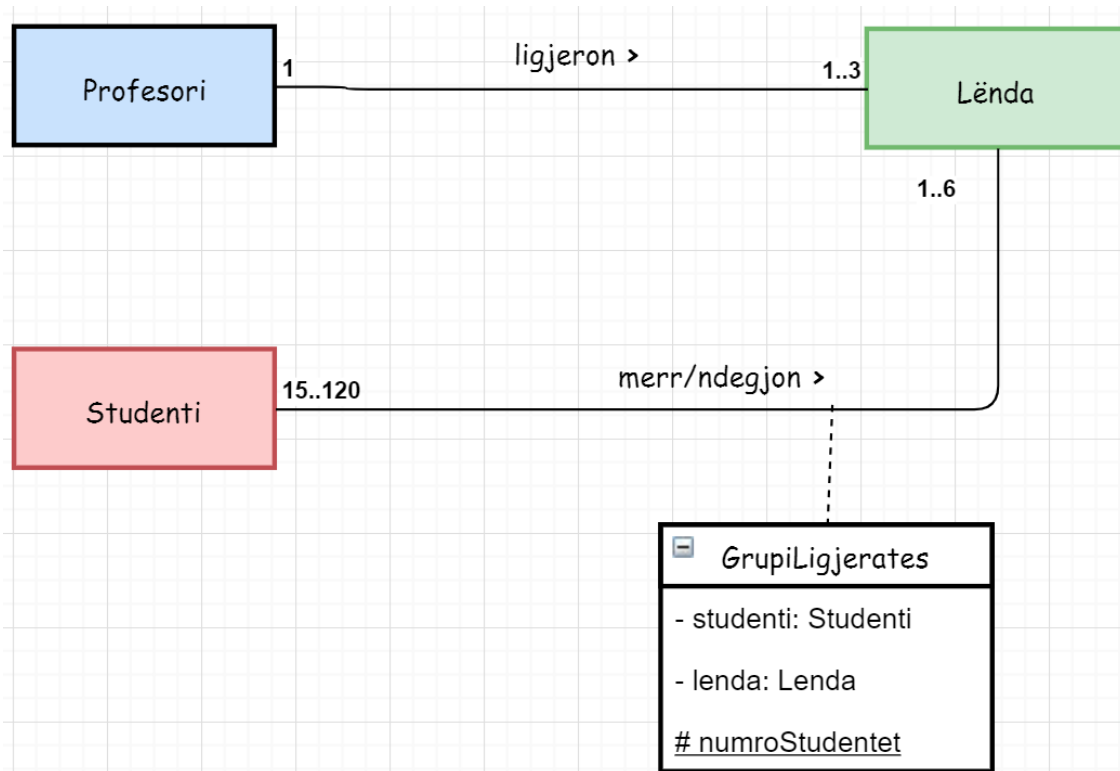 Profesori
1
ligjeron >
1..3
Lënda
1..6
Studenti
15..120
merr/ndegjon >
GrupiLigjerates
- studenti: Studenti
- lenda: Lenda
# numroStudentet